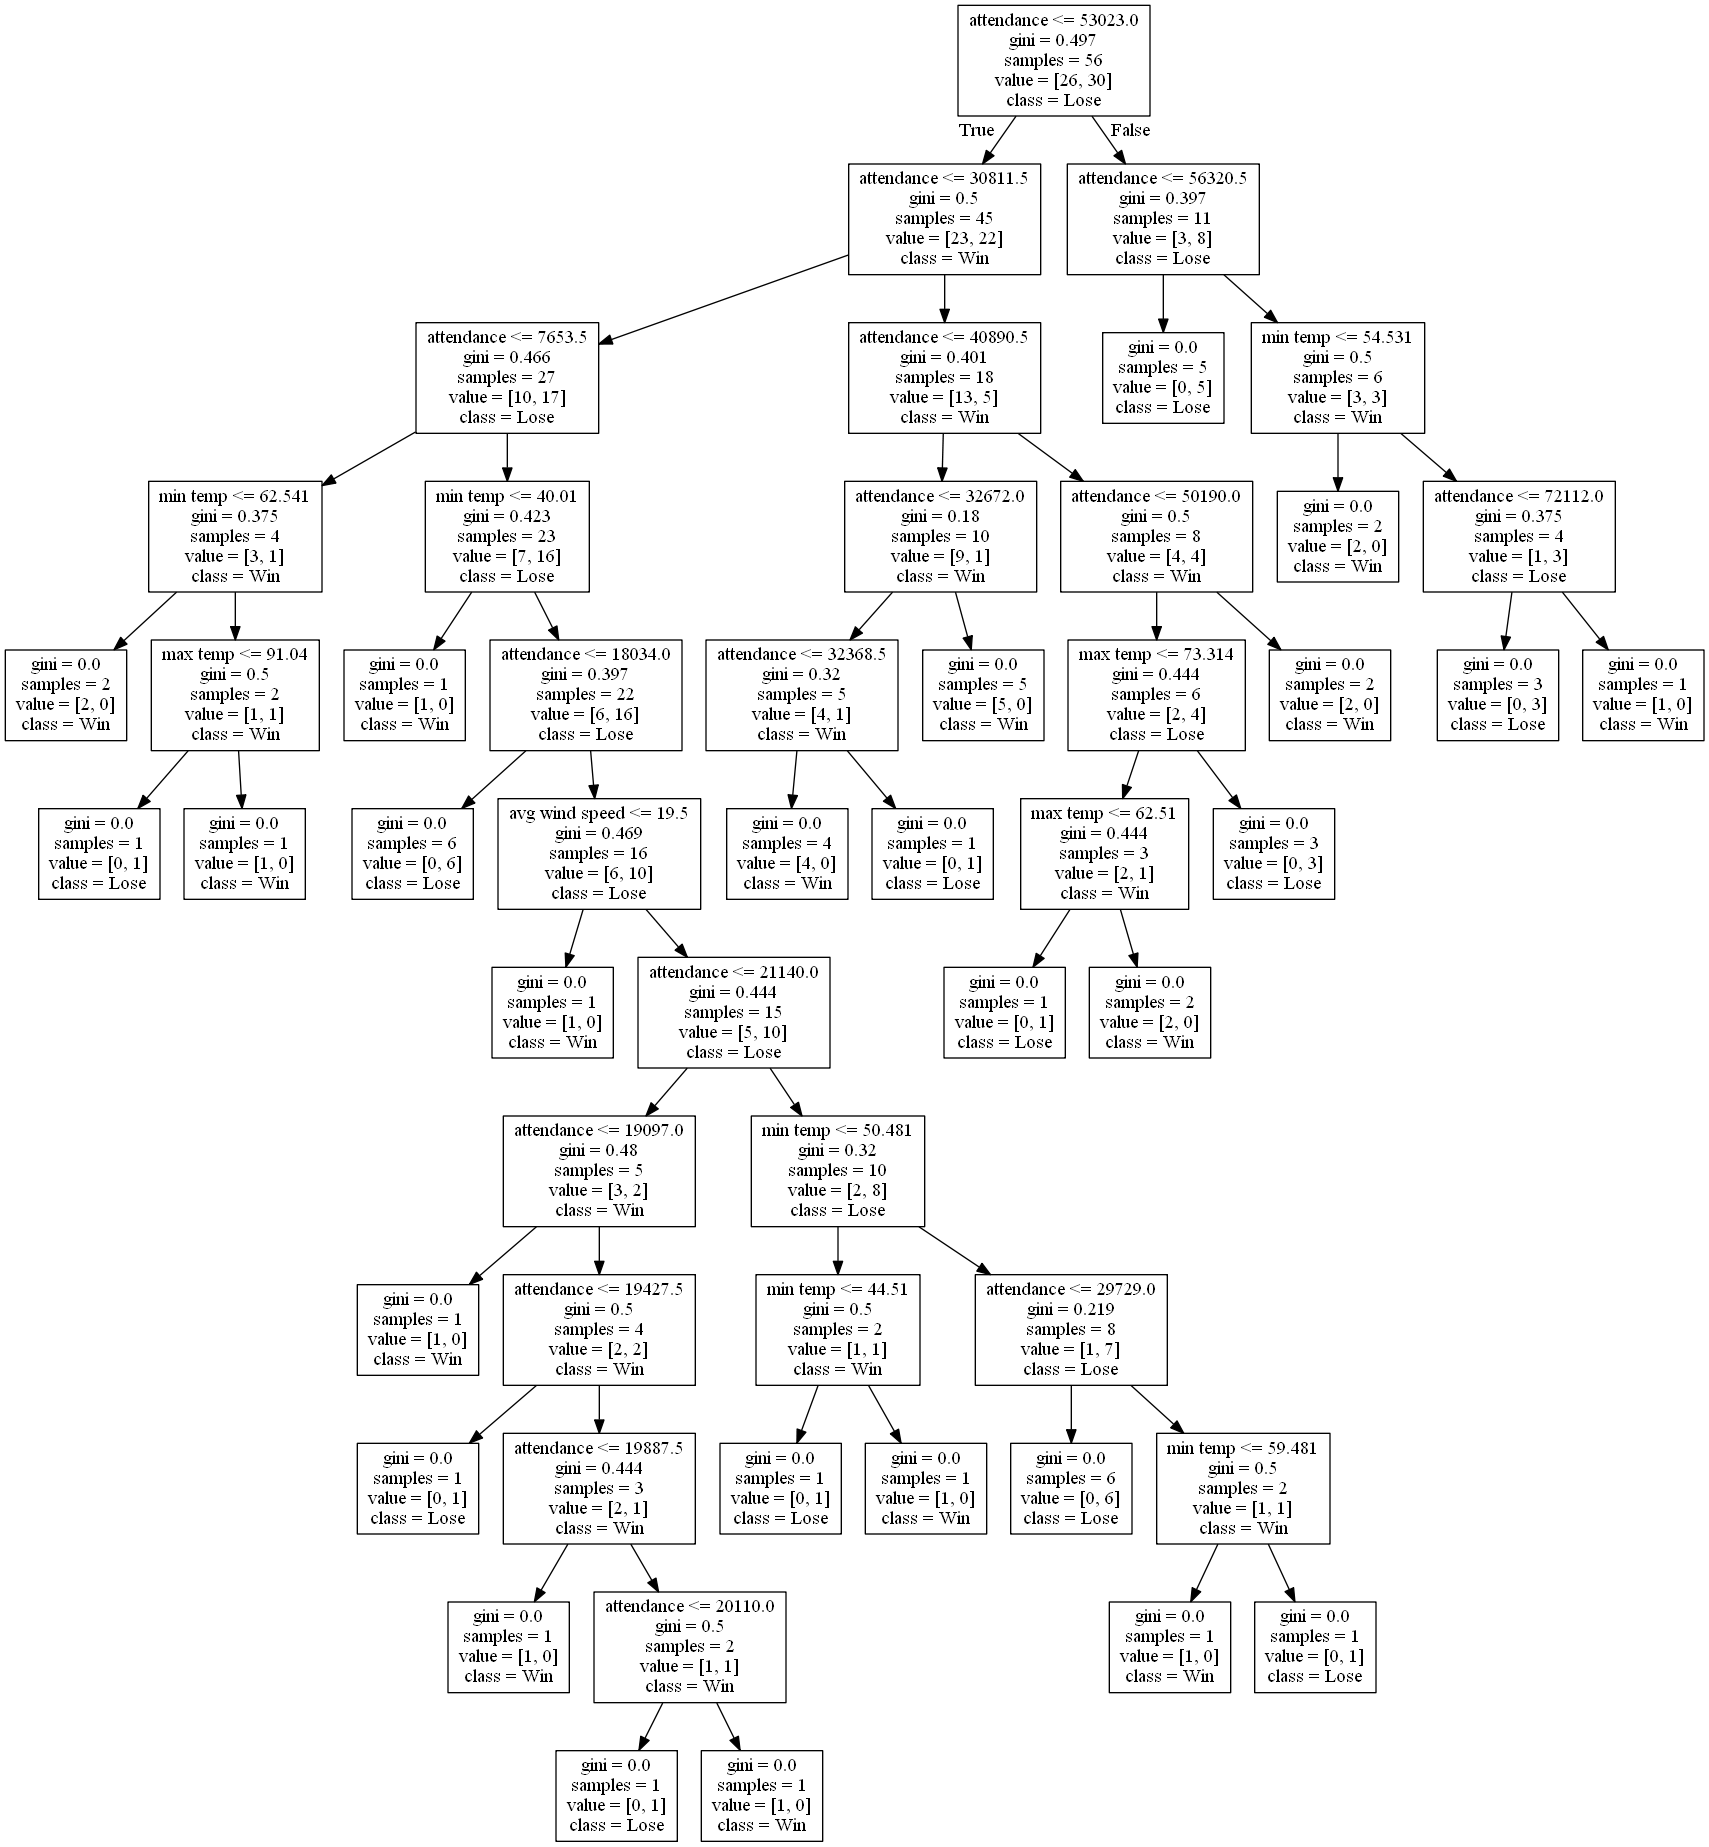 attendance <= 53023.0
gini = 0.497
samples = 56
value = [26, 30]
class = Lose
True
False
attendance <= 30811.5
gini = 0.5
samples = 45
value = [23, 22]
class = Win
attendance <= 56320.5
gini = 0.397
samples = 11
value = [3, 8]
class = Lose
attendance <= 7653.5
gini = 0.466
samples = 27
value = [10, 17]
class = Lose
attendance <= 40890.5
gini = 0.401
samples = 18
value = [13, 5]
class = Win
gini = 0.0
samples = 5
value = [0, 5]
class = Lose
min temp <= 54.531
gini = 0.5
samples = 6
value = [3, 3]
class = Win
min temp <= 62.541
gini = 0.375
samples = 4
value = [3, 1]
class = Win
min temp <= 40.01
gini = 0.423
samples = 23
value = [7, 16]
class = Lose
attendance <= 32672.0
gini = 0.18
samples = 10
value = [9, 1]
class = Win
attendance <= 50190.0
gini = 0.5
samples = 8
value = [4, 4]
class = Win
gini = 0.0
samples = 2
value = [2, 0]
class = Win
attendance <= 72112.0
gini = 0.375
samples = 4
value = [1, 3]
class = Lose
gini = 0.0
samples = 2
value = [2, 0]
class = Win
max temp <= 91.04
gini = 0.5
samples = 2
value = [1, 1]
class = Win
gini = 0.0
samples = 1
value = [1, 0]
class = Win
attendance <= 18034.0
gini = 0.397
samples = 22
value = [6, 16]
class = Lose
attendance <= 32368.5
gini = 0.32
samples = 5
value = [4, 1]
class = Win
gini = 0.0
samples = 5
value = [5, 0]
class = Win
max temp <= 73.314
gini = 0.444
samples = 6
value = [2, 4]
class = Lose
gini = 0.0
samples = 2
value = [2, 0]
class = Win
gini = 0.0
samples = 3
value = [0, 3]
class = Lose
gini = 0.0
samples = 1
value = [1, 0]
class = Win
gini = 0.0
samples = 1
value = [0, 1]
class = Lose
gini = 0.0
samples = 1
value = [1, 0]
class = Win
gini = 0.0
samples = 6
value = [0, 6]
class = Lose
avg wind speed <= 19.5
gini = 0.469
samples = 16
value = [6, 10]
class = Lose
gini = 0.0
samples = 4
value = [4, 0]
class = Win
gini = 0.0
samples = 1
value = [0, 1]
class = Lose
max temp <= 62.51
gini = 0.444
samples = 3
value = [2, 1]
class = Win
gini = 0.0
samples = 3
value = [0, 3]
class = Lose
gini = 0.0
samples = 1
value = [1, 0]
class = Win
attendance <= 21140.0
gini = 0.444
samples = 15
value = [5, 10]
class = Lose
gini = 0.0
samples = 1
value = [0, 1]
class = Lose
gini = 0.0
samples = 2
value = [2, 0]
class = Win
attendance <= 19097.0
gini = 0.48
samples = 5
value = [3, 2]
class = Win
min temp <= 50.481
gini = 0.32
samples = 10
value = [2, 8]
class = Lose
gini = 0.0
samples = 1
value = [1, 0]
class = Win
attendance <= 19427.5
gini = 0.5
samples = 4
value = [2, 2]
class = Win
min temp <= 44.51
gini = 0.5
samples = 2
value = [1, 1]
class = Win
attendance <= 29729.0
gini = 0.219
samples = 8
value = [1, 7]
class = Lose
gini = 0.0
samples = 1
value = [0, 1]
class = Lose
attendance <= 19887.5
gini = 0.444
samples = 3
value = [2, 1]
class = Win
gini = 0.0
samples = 1
value = [0, 1]
class = Lose
gini = 0.0
samples = 1
value = [1, 0]
class = Win
gini = 0.0
samples = 6
value = [0, 6]
class = Lose
min temp <= 59.481
gini = 0.5
samples = 2
value = [1, 1]
class = Win
gini = 0.0
samples = 1
value = [1, 0]
class = Win
attendance <= 20110.0
gini = 0.5
samples = 2
value = [1, 1]
class = Win
gini = 0.0
samples = 1
value = [1, 0]
class = Win
gini = 0.0
samples = 1
value = [0, 1]
class = Lose
gini = 0.0
samples = 1
value = [0, 1]
class = Lose
gini = 0.0
samples = 1
value = [1, 0]
class = Win